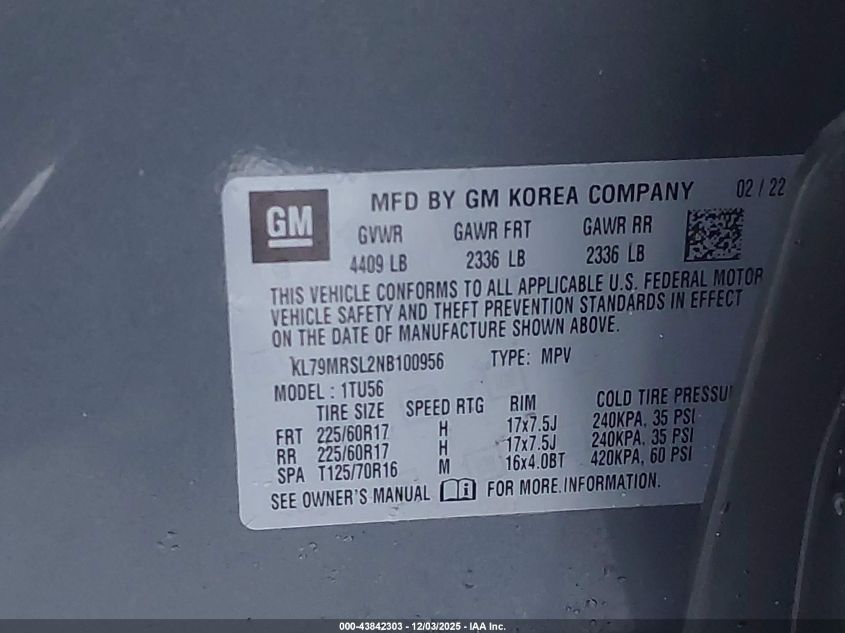 GM
MFD BY GM KOREA COMPANY 02 / 22
GVWR GAWR FRT GAWR RR
4409 LB 2336 LB 2336 LB
THIS VEHICLE CONFORMS TO ALL APPLICABLE U.S. FEDERAL MOTOR
VEHICLE SAFETY AND THEFT PREVENTION STANDARDS IN EFFECT
ON THE DATE OF MANUFACTURE SHOWN ABOVE.
KL79MRSL2NB100956 TYPE: MPV
MODEL : 1TU56
TIRE SIZE SPEED RTG RIM COLD TIRE PRESSU
FRT 225/60R17 H 17x7.5J 240KPA, 35 PSI
RR 225/60R17 H 17x7.5J 240KPA, 35 PSI
SPA T125/70R16 M 16x4.0BT 420KPA, 60 PSI
SEE OWNER'S MANUAL FOR MORE.INFORMATION.
000-43842303 - 12/03/2025 - IAA Inc.